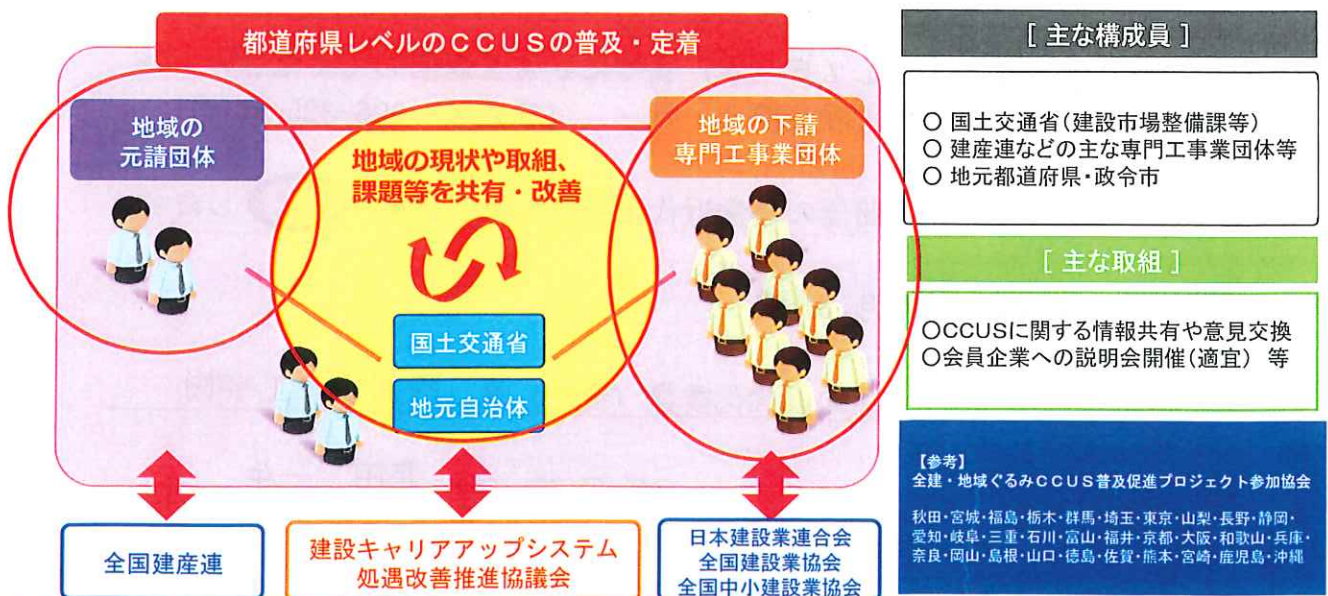 都道府県レベルのCCUSの普及・定着
地域の
元請団体
地域の現状や取組、
課題等を共有・改善
地域の下請
専門工事業団体
国土交通省
地元自治体
全国建産連
建設キャリアアップシステム
処遇改善推進協議会
日本建設業連合会
全国建設業協会
全国中小建設業協会
[ 主な構成員 ]
○ 国土交通省(建設市場整備課等)
○ 建産連などの主な専門工事業団体等
○ 地元都道府県・政令市
[ 主な取組 ]
○CCUSに関する情報共有や意見交換
○会員企業への説明会開催(適宜) 等
【参考】
全建・地域ぐるみCCUS普及促進プロジェクト参加協会
秋田・宮城・福島・栃木・群馬・埼玉・東京・山梨・長野・静岡・
愛知・岐阜・三重・石川・富山・福井・京都・大阪・和歌山・兵庫・
奈良・岡山・島根・山口・徳島・佐賀・熊本・宮崎・鹿児島・沖縄